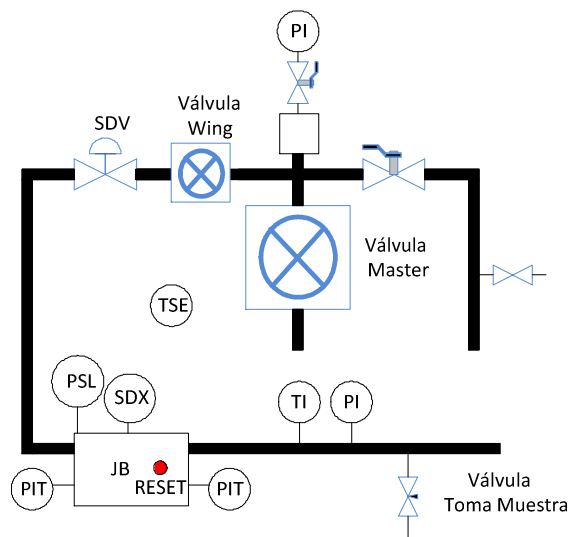 PI
SDV
Válvula
Wing
Válvula
Master
TSE
PSL
SDX
TI
PI
JB
RESET
PIT
PIT
Válvula
Toma Muestra